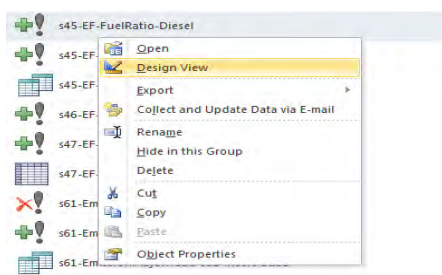 s45-EF-FuelRatio-Diesel
s45-EF-
Open
Design View
s45-EF-
Export
s46-EF-
Collect and Update Data via E-mail
s47-EF-
Rename
Hide in this Group
s47-EF-
Delete
s61-Em
Cut
Copy
s61-Em
Paste
Object Properties
s61-Em